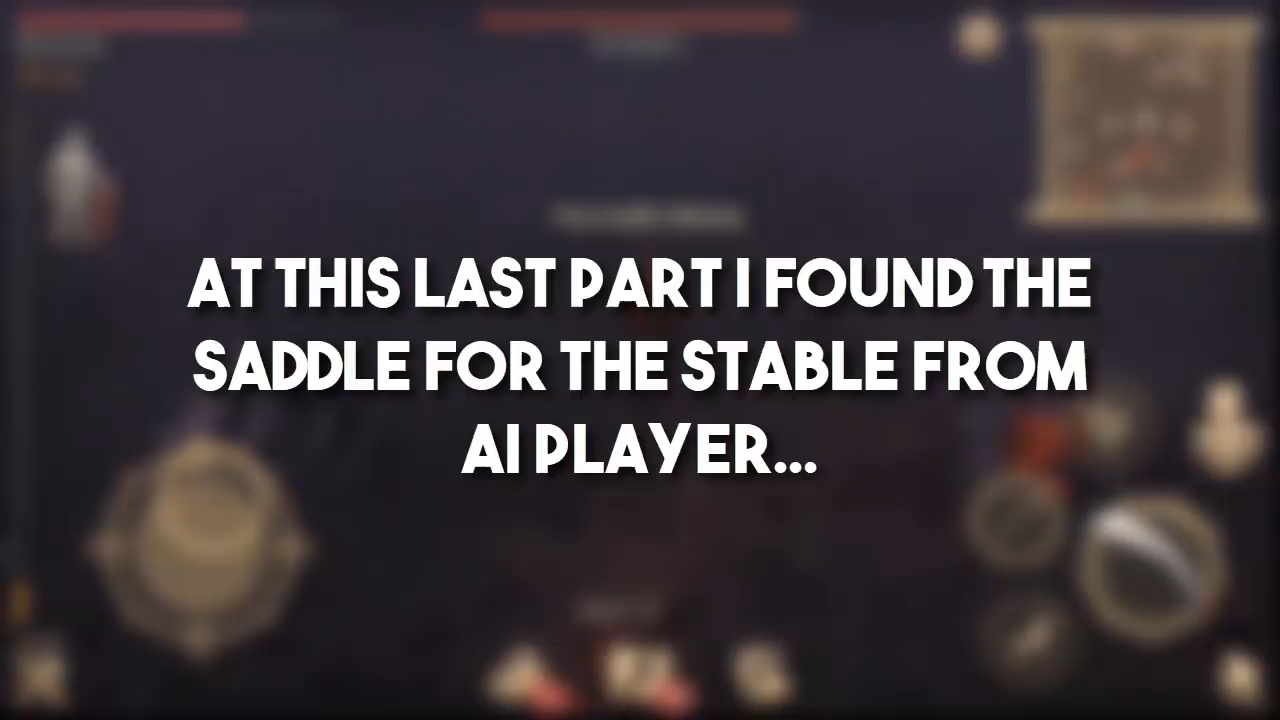 AT THIS LAST PART I FOUND THE
SADDLE FOR THE STABLE FROM
AI PLAYER...